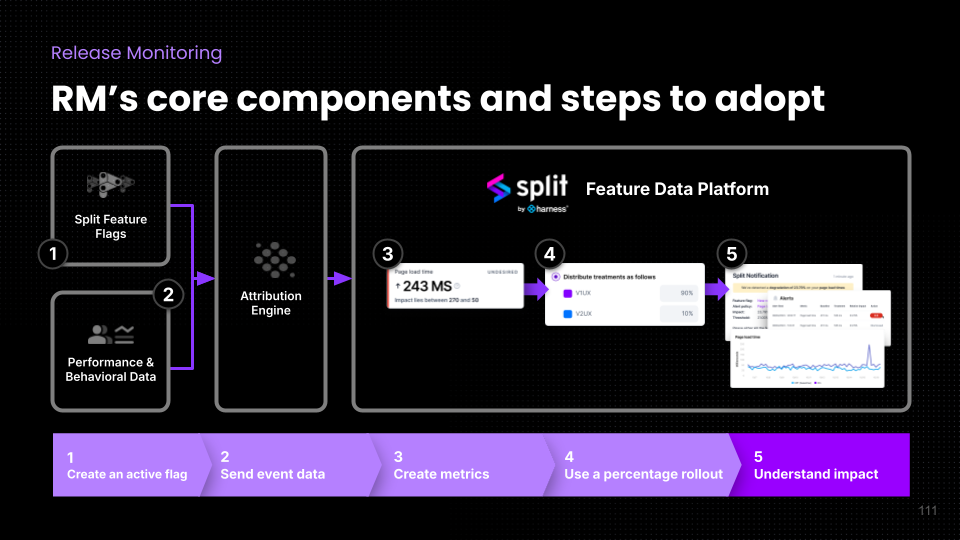 Release Monitoring
RM’s core components and steps to adopt
Split Feature
Flags
1
2
Performance &
Behavioral Data
Attribution
Engine
split
by harness
Feature Data Platform
3
Page load time
UNDESIRED
↑ 243 MS
Impact lies between 270 and 50
4
Distribute treatments as follows
V1UX
90%
V2UX
10%
5
Split Notification
Alerts
Page load time
1
Create an active flag
2
Send event data
3
Create metrics
4
Use a percentage rollout
5
Understand impact
111